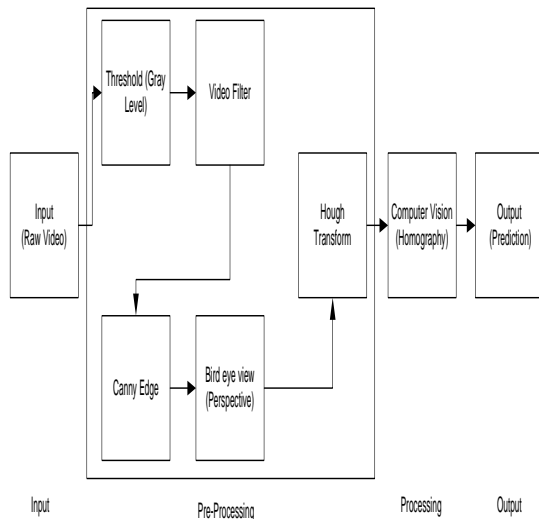 Threshold (Gray
Level)
Video Filter
Input
(Raw Video)
Hough
Transform
Computer Vision
(Homography)
Output
(Prediction)
Canny Edge
Bird eye view
(Perspective)
Input
Pre-Processing
Processing
Output